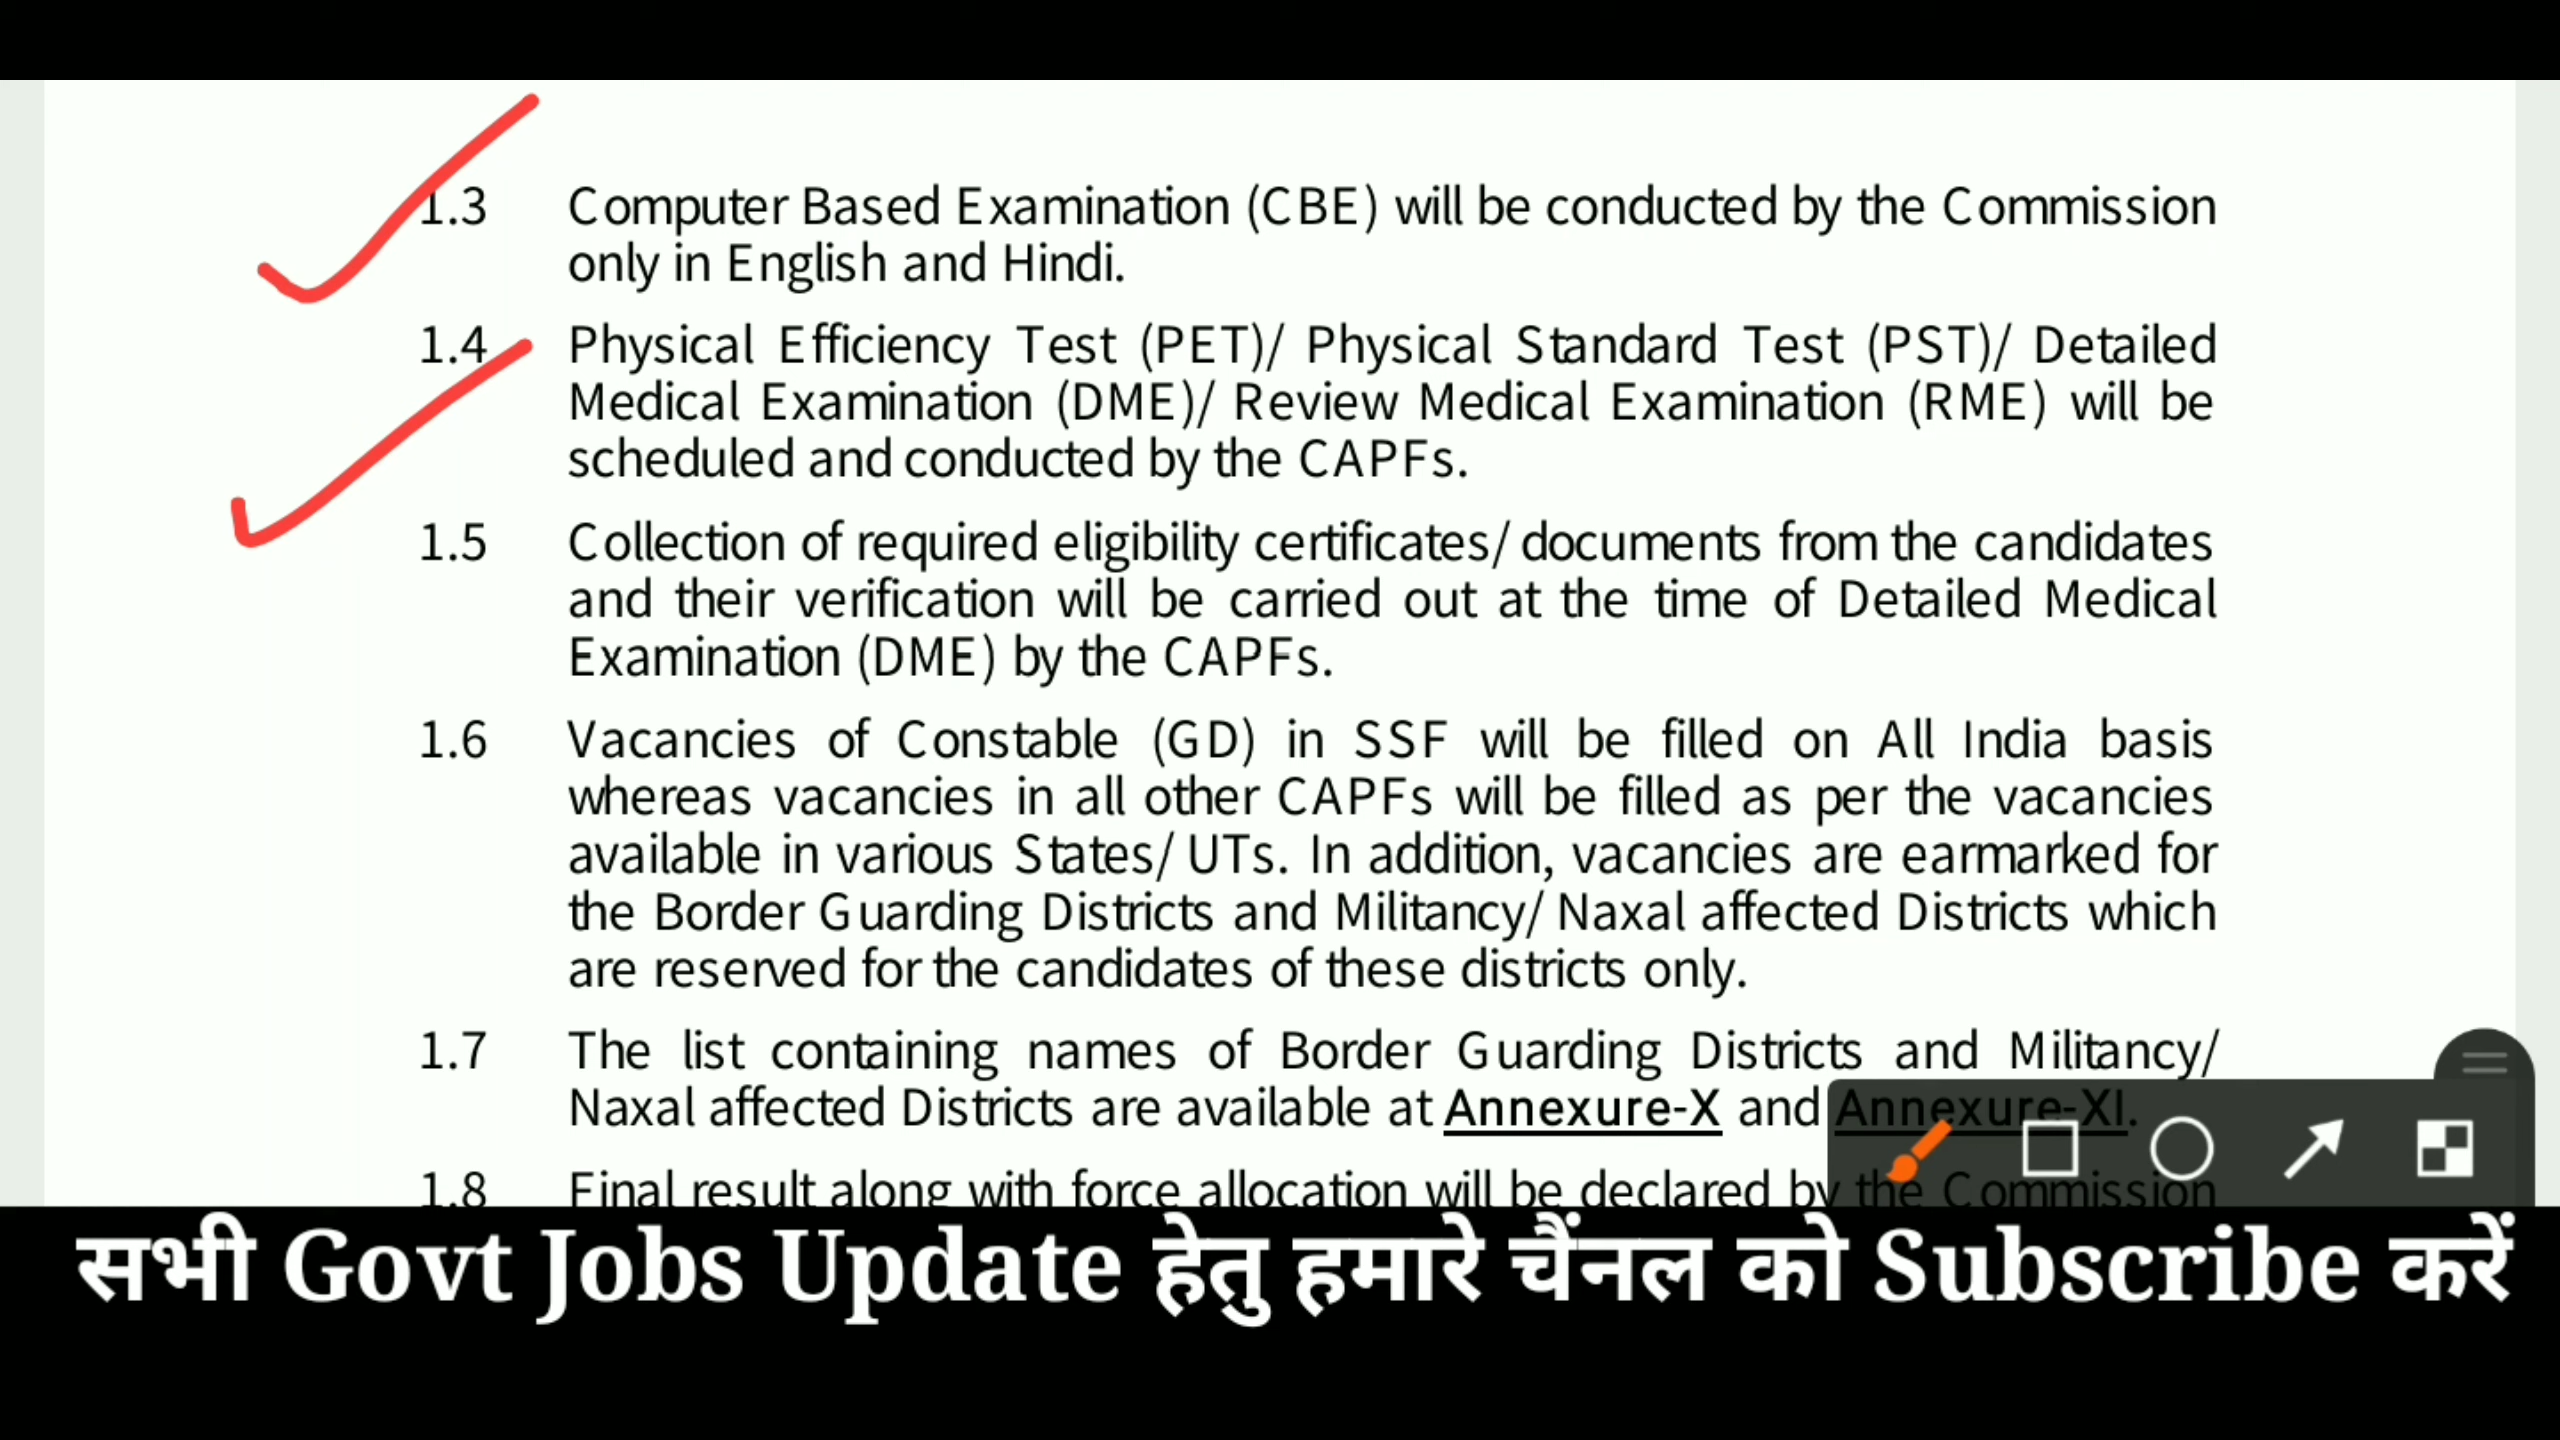 1.3 Computer Based Examination (CBE) will be conducted by the Commission
only in English and Hindi.
1.4 Physical Efficiency Test (PET)/ Physical Standard Test (PST)/ Detailed
Medical Examination (DME)/ Review Medical Examination (RME) will be
scheduled and conducted by the CAPFs.
1.5 Collection of required eligibility certificates/ documents from the candidates
and their verification will be carried out at the time of Detailed Medical
Examination (DME) by the CAPFs.
1.6 Vacancies of Constable (GD) in SSF will be filled on All India basis
whereas vacancies in all other CAPFs will be filled as per the vacancies
available in various States/ UTs. In addition, vacancies are earmarked for
the Border Guarding Districts and Militancy/ Naxal affected Districts which
are reserved for the candidates of these districts only.
1.7 The list containing names of Border Guarding Districts and Militancy/
Naxal affected Districts are available at Annexure-X and Annexure-XI.
1.8 Final result along with force allocation will be declared by the Commission
सभी Govt Jobs Update हेतु हमारे चैंनल को Subscribe करें